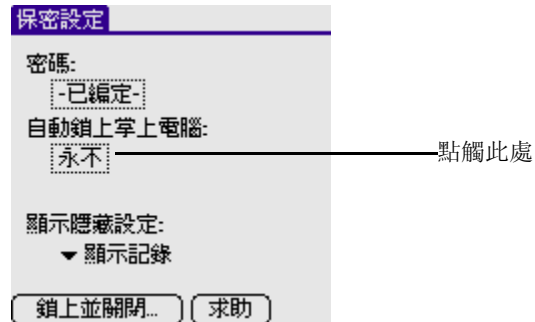 保密設定
密碼:
-已編定-
自動鎖上掌上電腦:
永不
點觸此處
顯示隱藏設定:
顯示記錄
鎖上並關閉... 求助